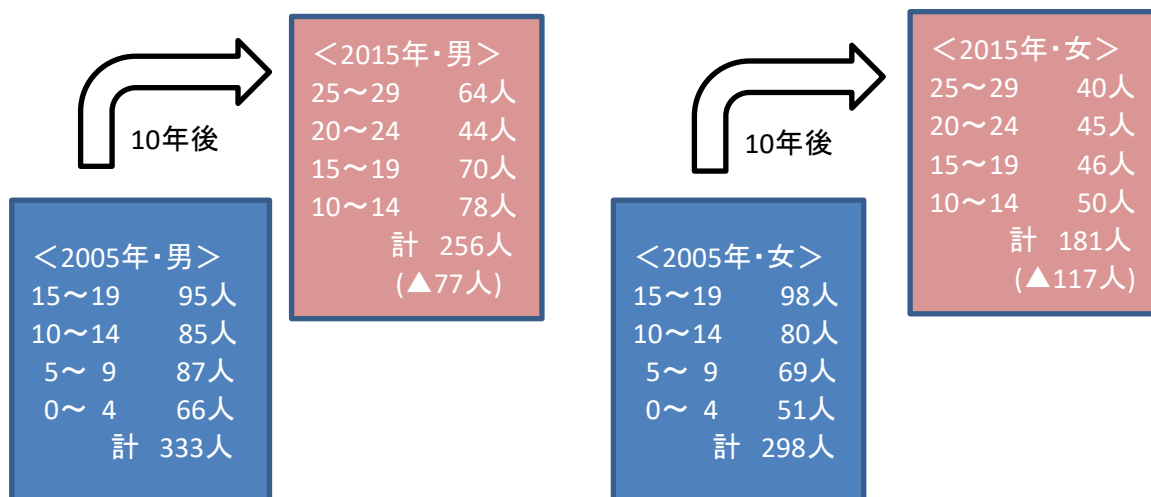 10年後
<2015年・男>
25～29 64人
20～24 44人
15～19 70人
10～14 78人
計 256人
(▲77人)
<2005年・男>
15～19 95人
10～14 85人
5～ 9 87人
0～ 4 66人
計 333人
10年後
<2015年・女>
25～29 40人
20～24 45人
15～19 46人
10～14 50人
計 181人
(▲117人)
<2005年・女>
15～19 98人
10～14 80人
5～ 9 69人
0～ 4 51人
計 298人